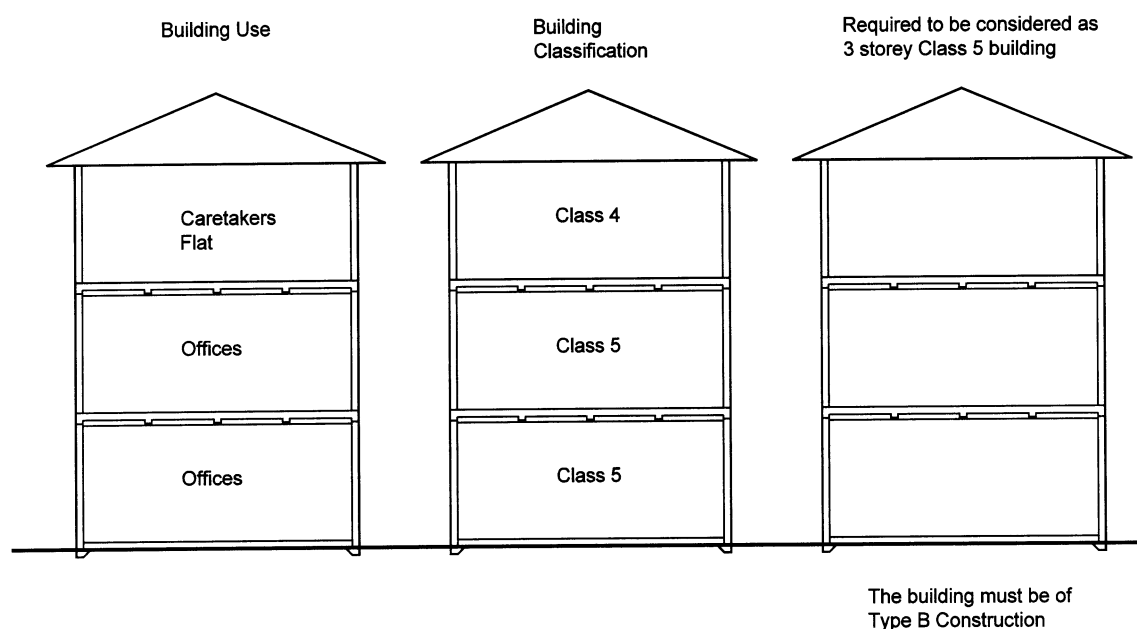 Building Use
Building
Classification
Required to be considered as
3 storey Class 5 building
Caretakers
Flat
Class 4
Offices
Class 5
Offices
Class 5
The building must be of
Type B Construction